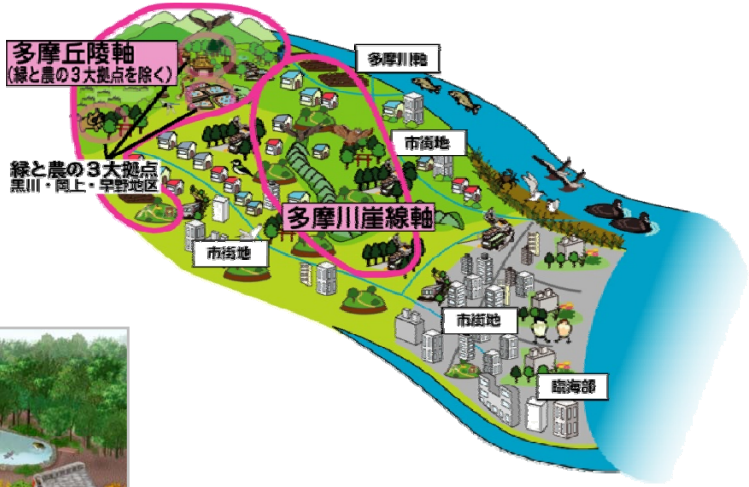 多摩丘陵軸
(緑と農の3大拠点を除く)
多摩川軸
市街地
緑と農の3大拠点
黒川・岡上・早野地区
多摩川崖線軸
市街地
市街地
臨海部